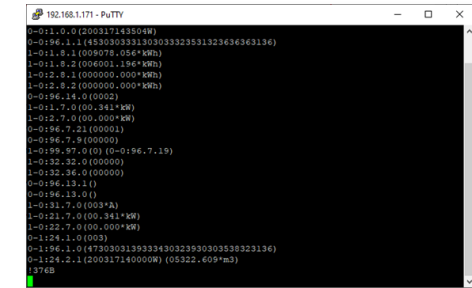 192.168.1.171 - PuTTY
0-0:1.0.0(200317143504W)
0-0:96.1.1(4530303331303033323531323636363136)
1-0:1.8.1(009078.056*kWh)
1-0:1.8.2(006001.196*kWh)
1-0:2.8.1(000000.000*kWh)
1-0:2.8.2(000000.000*kWh)
0-0:96.14.0(0002)
1-0:1.7.0(00.341*kW)
1-0:2.7.0(00.000*kW)
0-0:96.7.21(00001)
0-0:96.7.9(00000)
1-0:99.97.0(0)(0-0:96.7.19)
1-0:32.32.0(00000)
1-0:32.36.0(00000)
0-0:96.13.1()
0-0:96.13.0()
1-0:31.7.0(003*A)
1-0:21.7.0(00.341*kW)
1-0:22.7.0(00.000*kW)
0-1:24.1.0(003)
0-1:96.1.0(4730303139333430323930303538323136)
0-1:24.2.1(200317140000W)(05322.609*m3)
!376B